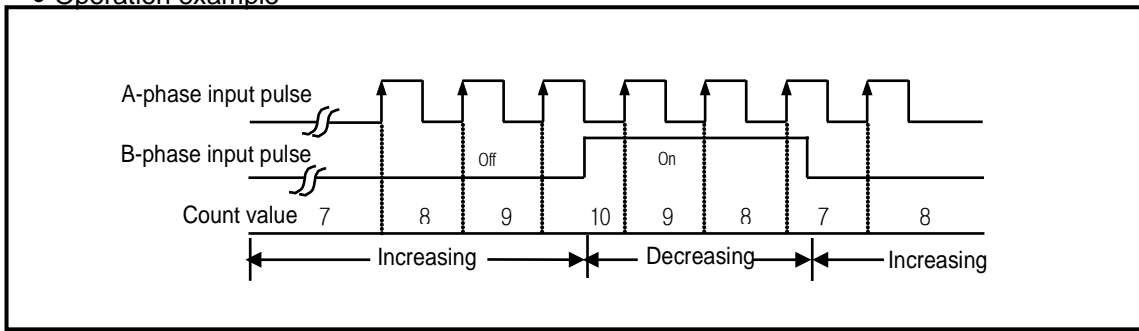 Operation example
A-phase input pulse
B-phase input pulse
Off
On
Count value 7 8 9 10 9 8 7 8
Increasing Decreasing Increasing